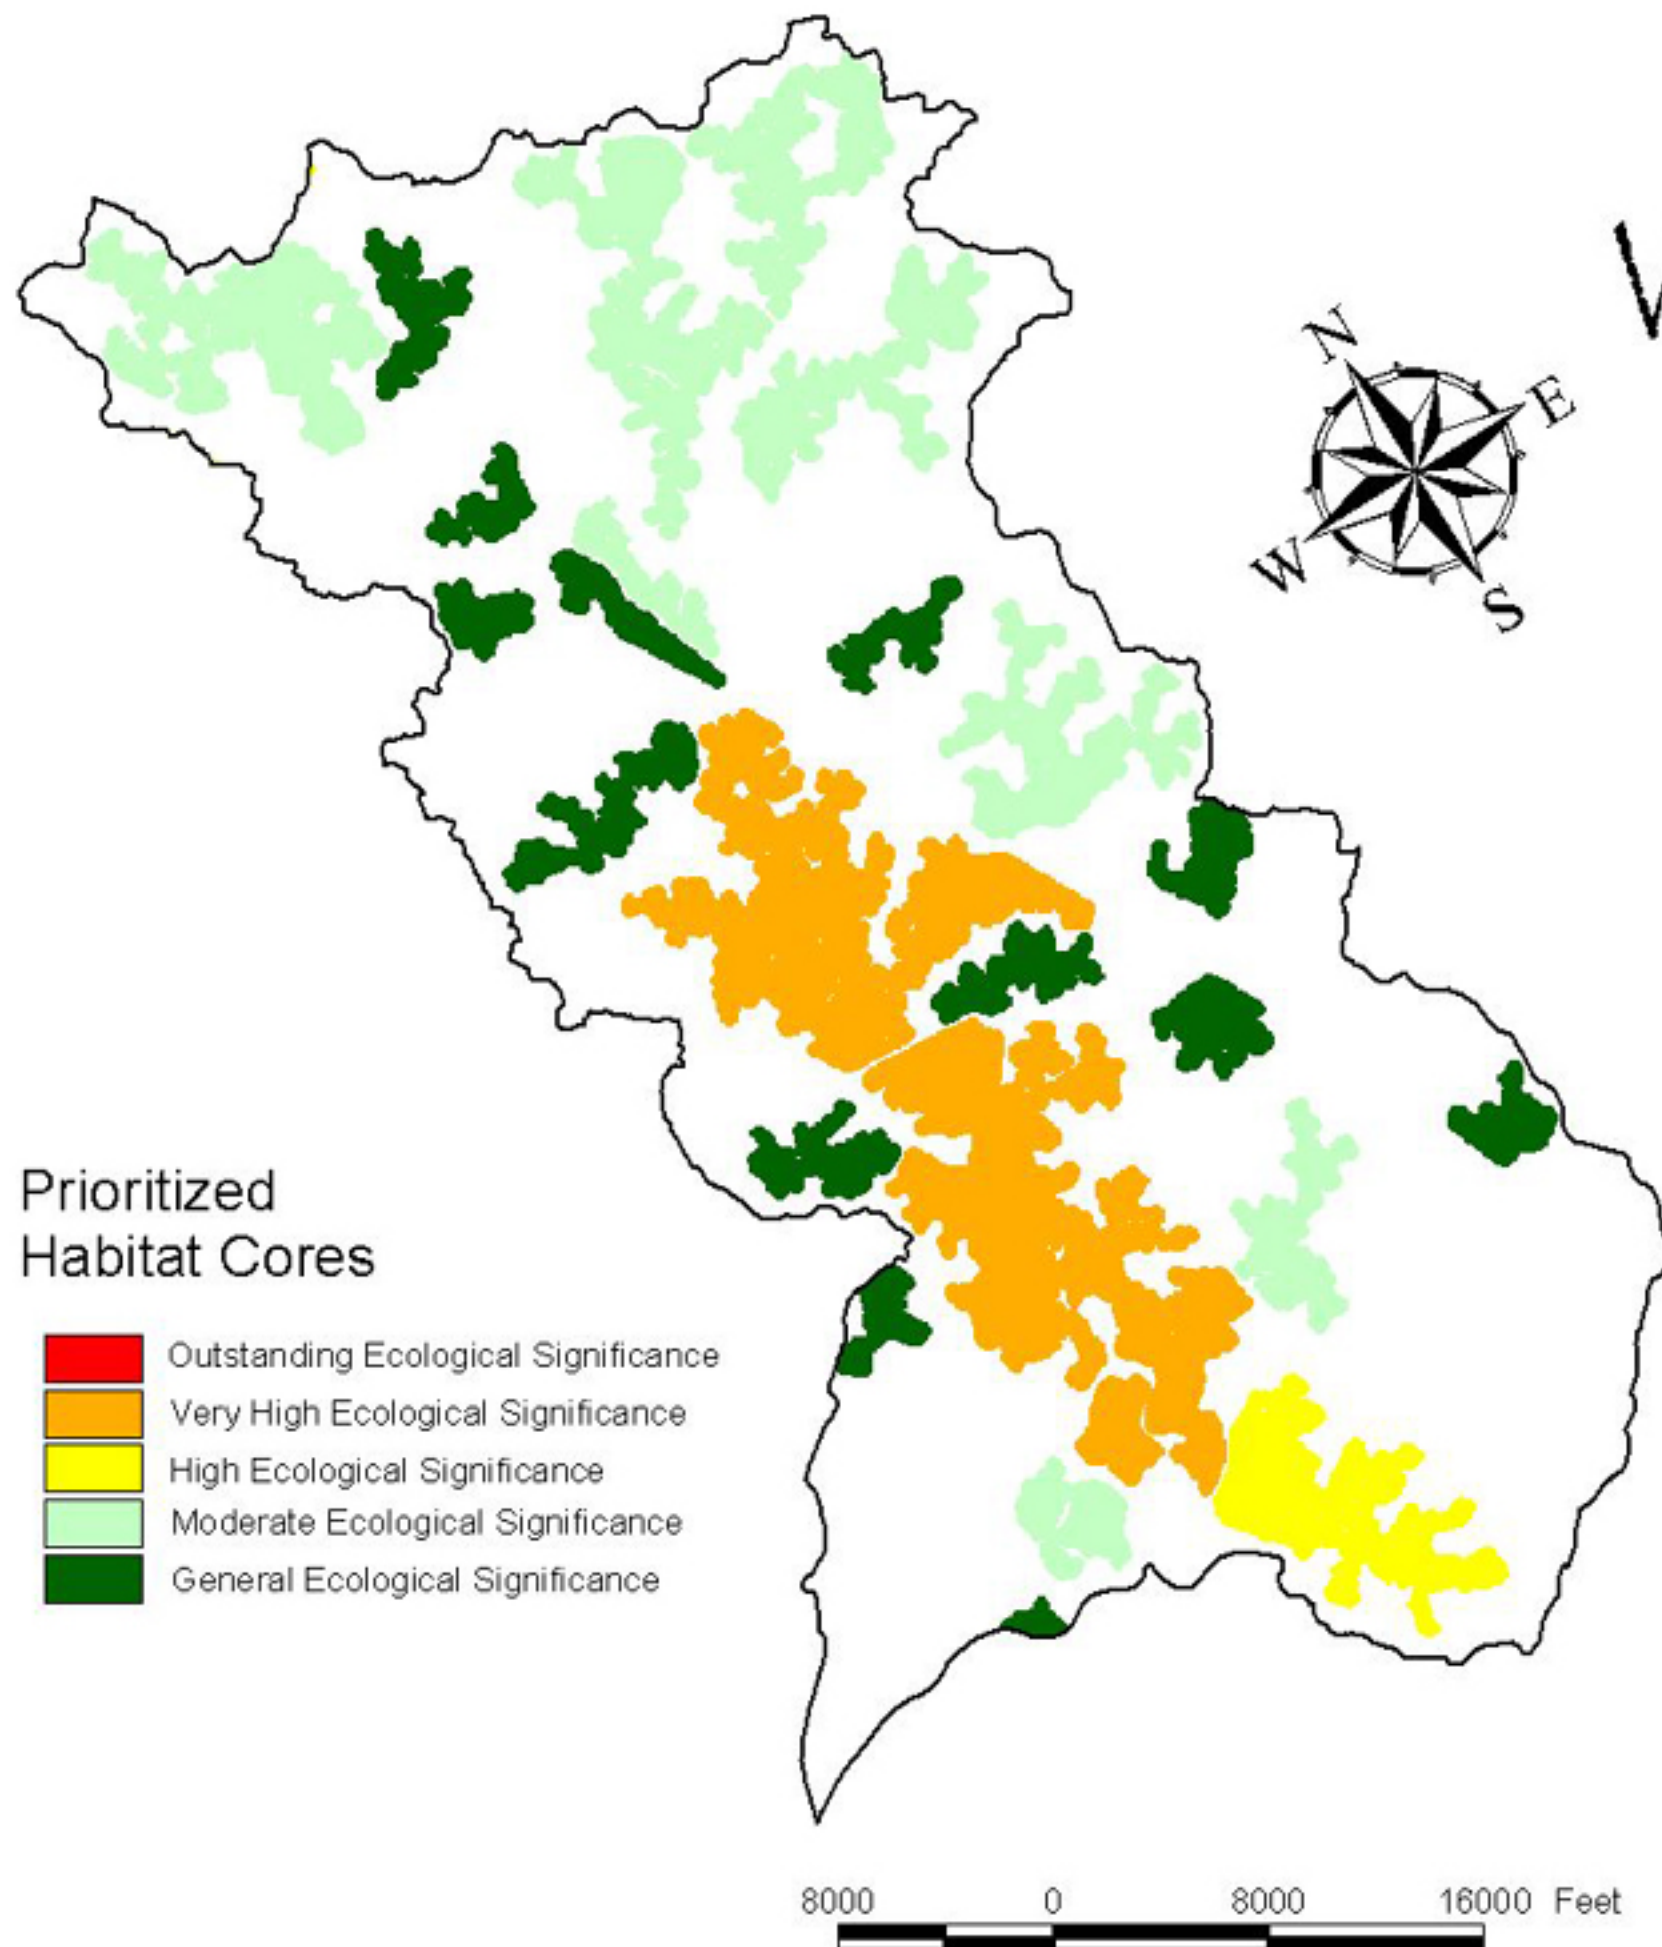 N
E
W
S
Prioritized
Habitat Cores
Outstanding Ecological Significance
Very High Ecological Significance
High Ecological Significance
Moderate Ecological Significance
General Ecological Significance
8000 0 8000 16000 Feet